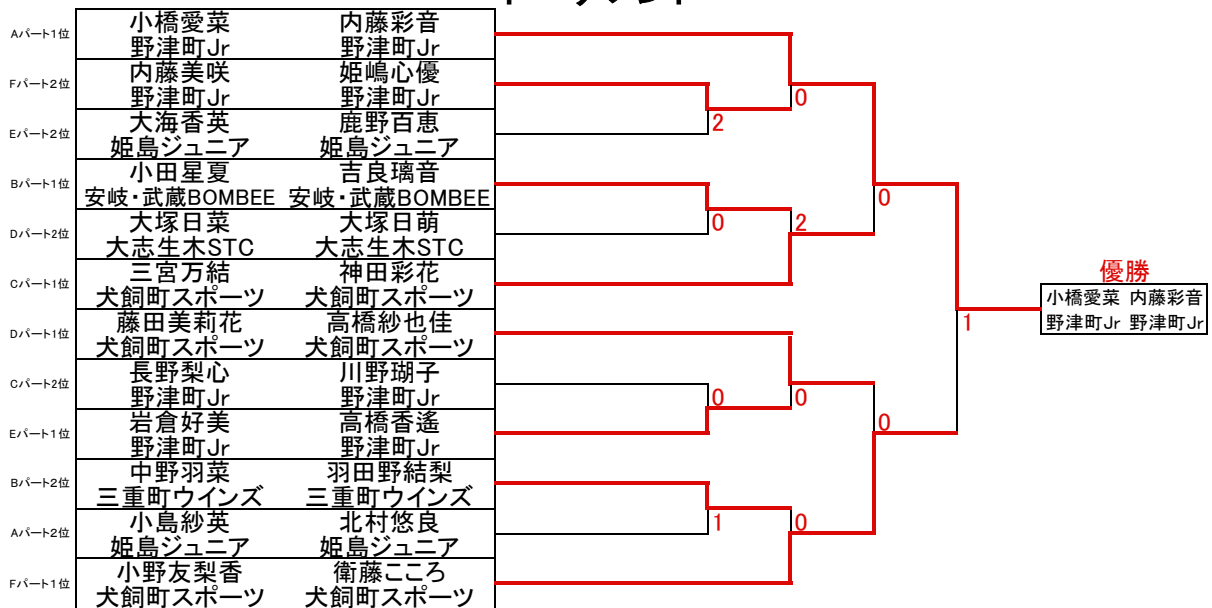 Aパート1位 小橋愛菜 内藤彩音
野津町Jr 野津町Jr
Fパート2位 内藤美咲 姫嶋心優
野津町Jr 野津町Jr
0
Eパート2位 大海香英 鹿野百恵
姫島ジュニア 姫島ジュニア
2
Bパート1位 小田星夏 吉良璃音
安岐・武蔵BOMBEE 安岐・武蔵BOMBEE
0
Dパート2位 大塚日菜 大塚日萌
大志生木STC 大志生木STC
0 2
Cパート1位 三宮万結 神田彩花
犬飼町スポーツ 犬飼町スポーツ
優勝
小橋愛菜 内藤彩音
野津町Jr 野津町Jr
1
Dパート1位 藤田美莉花 高橋紗也佳
犬飼町スポーツ 犬飼町スポーツ
Cパート2位 長野梨心 川野瑚子
野津町Jr 野津町Jr
0 0
Eパート1位 岩倉好美 高橋香遙
野津町Jr 野津町Jr
0
Bパート2位 中野羽菜 羽田野結梨
三重町ウインズ 三重町ウインズ
Aパート2位 小島紗英 北村悠良
姫島ジュニア 姫島ジュニア
1 0
Fパート1位 小野友梨香 衛藤こころ
犬飼町スポーツ 犬飼町スポーツ